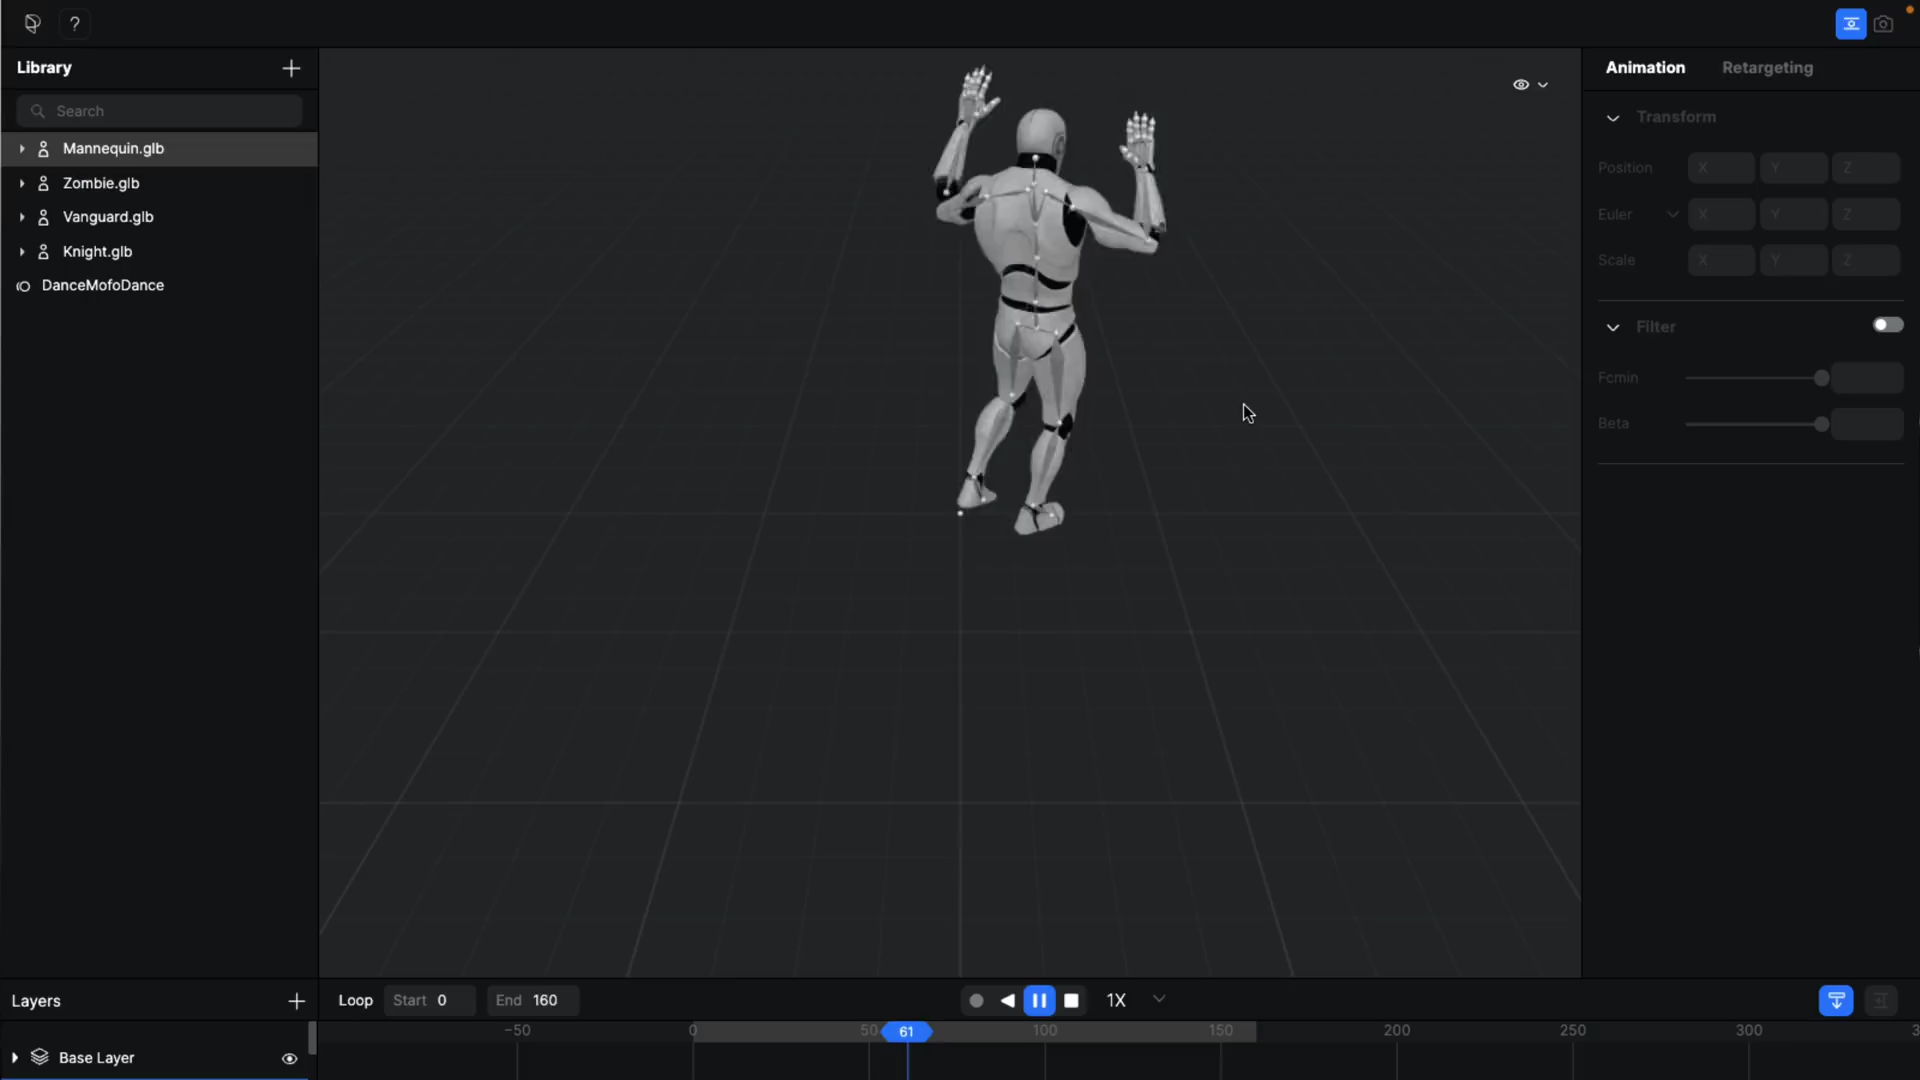 ?
Library
Search
Mannequin.glb
Zombie.glb
Vanguard.glb
Knight.glb
DanceMofoDance
Animation Retargeting
Transform
Position X Y Z
Euler X Y Z
Scale X Y Z
Filter
Fcmin
Beta
Layers
Loop Start 0 End 160 1X
-50 0 50 61 100 150 200 250 300 3
Base Layer